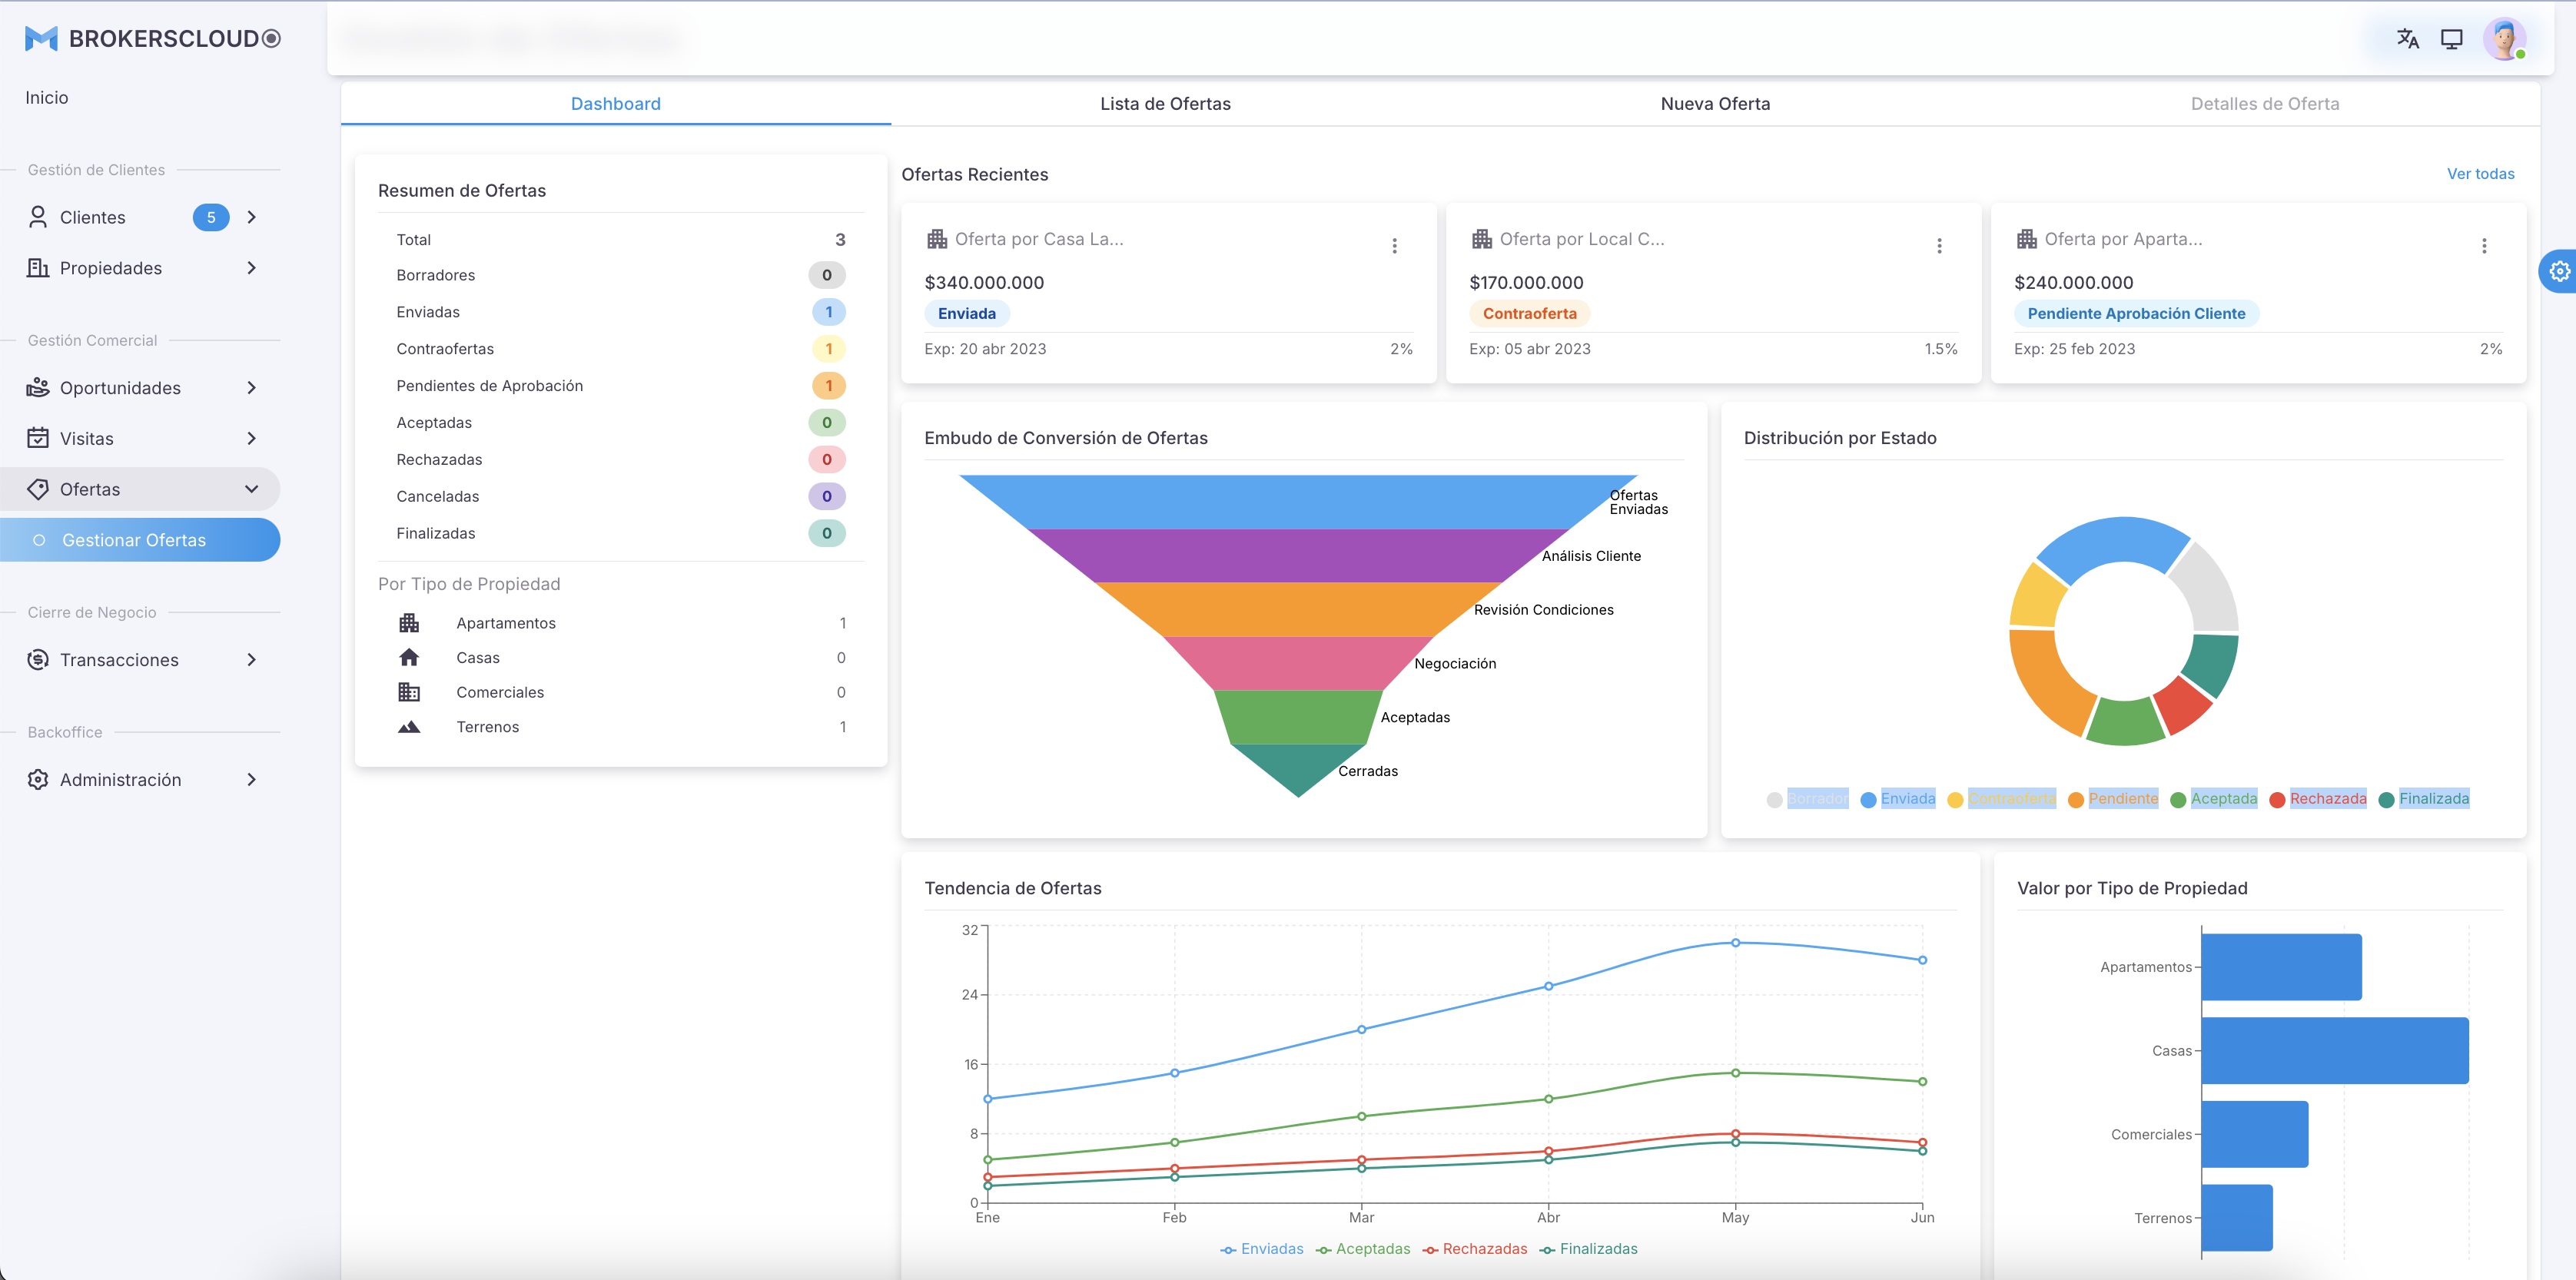 BROKERSCLOUD
Inicio
Gestión de Clientes
Clientes 5
Propiedades
Gestión Comercial
Oportunidades
Visitas
Ofertas
Gestionar Ofertas
Cierre de Negocio
Transacciones
Backoffice
Administración
Dashboard Lista de Ofertas Nueva Oferta Detalles de Oferta
Resumen de Ofertas
Total 3
Borradores 0
Enviadas 1
Contraofertas 1
Pendientes de Aprobación 1
Aceptadas 0
Rechazadas 0
Canceladas 0
Finalizadas 0
Por Tipo de Propiedad
Apartamentos 1
Casas 0
Comerciales 0
Terrenos 1
Ofertas Recientes Ver todas
Oferta por Casa La...
$340.000.000
Enviada
Exp: 20 abr 2023 2%
Oferta por Local C...
$170.000.000
Contraoferta
Exp: 05 abr 2023 1.5%
Oferta por Aparta...
$240.000.000
Pendiente Aprobación Cliente
Exp: 25 feb 2023 2%
Embudo de Conversión de Ofertas
Ofertas
Enviadas
Análisis Cliente
Revisión Condiciones
Negociación
Aceptadas
Cerradas
Distribución por Estado
Borrador Enviada Contraoferta Pendiente Aceptada Rechazada Finalizada
Tendencia de Ofertas
32
24
16
8
0
Ene Feb Mar Abr May Jun
Enviadas Aceptadas Rechazadas Finalizadas
Valor por Tipo de Propiedad
Apartamentos
Casas
Comerciales
Terrenos